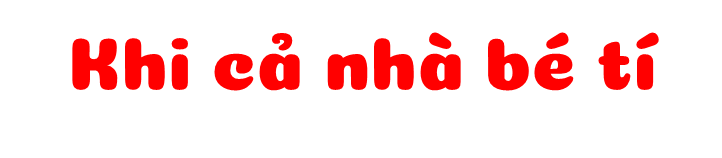 Khi cả nhà bé tí